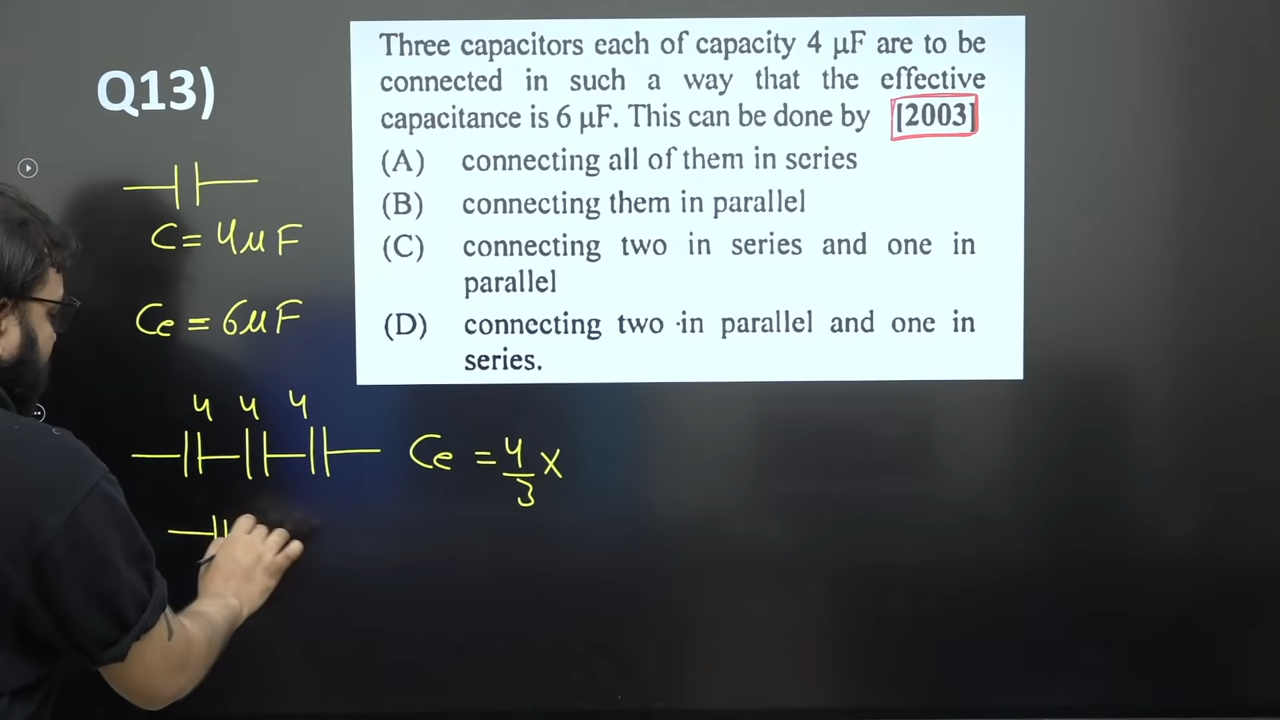 Q13)
Three capacitors each of capacity 4 μF are to be
connected in such a way that the effective
capacitance is 6 μF. This can be done by [2003]
(A) connecting all of them in series
(B) connecting them in parallel
(C) connecting two in series and one in
parallel
(D) connecting two in parallel and one in
series.
C = 4μF
Ce = 6μF
4 4 4
Ce = 4/3 x